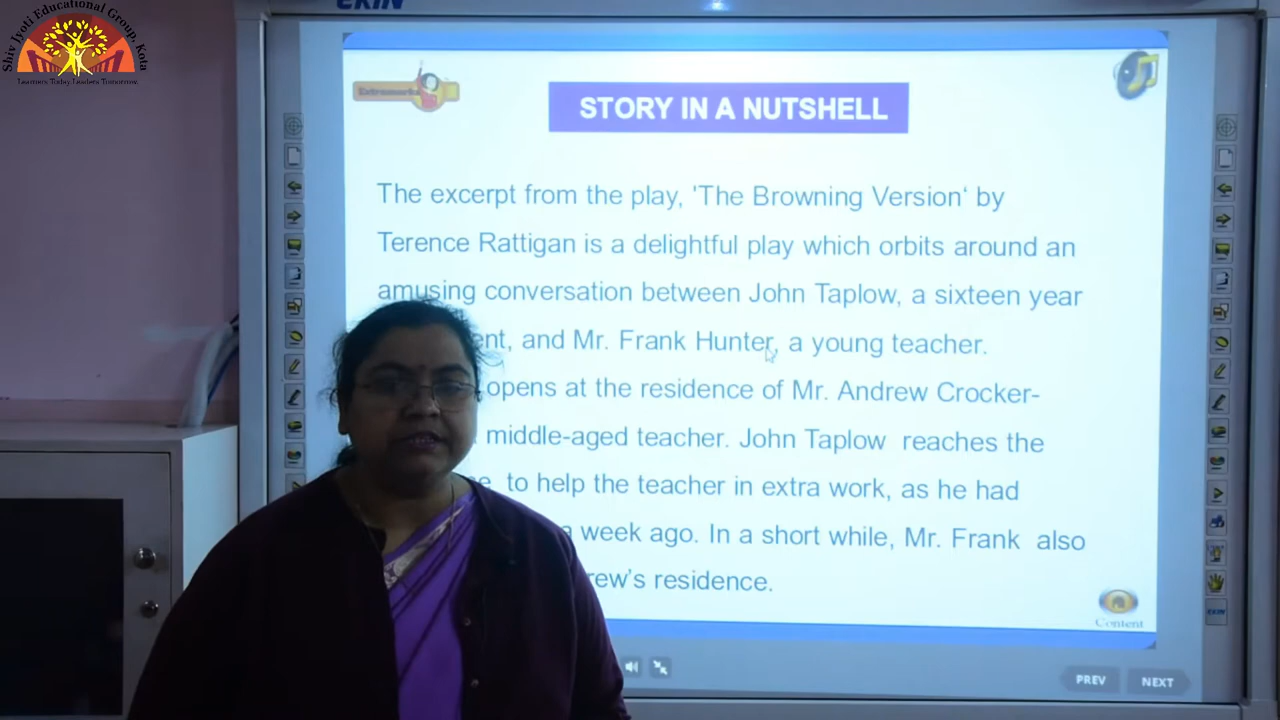 EKIN
Shiv Jyoti Educational Group, Kota
Learners Today Leaders Tomorrow.
Extramarks
STORY IN A NUTSHELL
The excerpt from the play, 'The Browning Version‘ by
Terence Rattigan is a delightful play which orbits around an
amusing conversation between John Taplow, a sixteen year
ent, and Mr. Frank Hunter, a young teacher.
opens at the residence of Mr. Andrew Crocker-
middle-aged teacher. John Taplow reaches the
e to help the teacher in extra work, as he had
a week ago. In a short while, Mr. Frank also
rew’s residence.
Content
EKIN
PREV NEXT